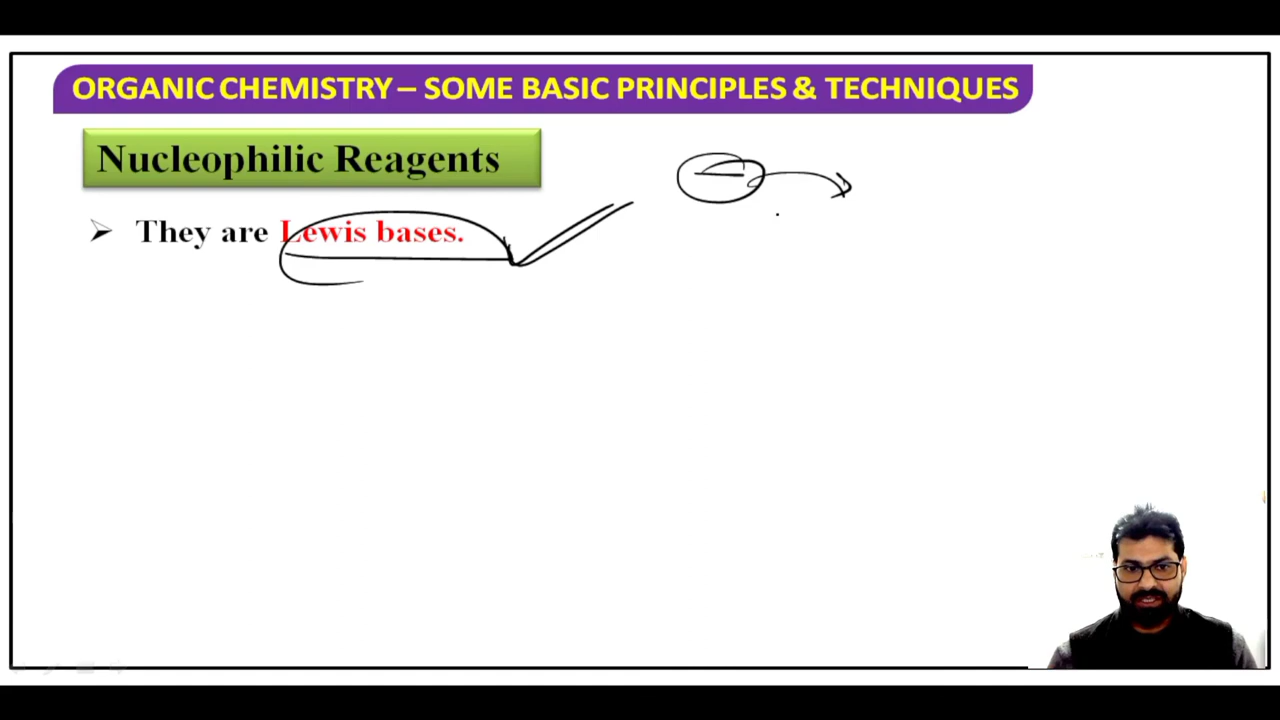 ORGANIC CHEMISTRY – SOME BASIC PRINCIPLES & TECHNIQUES
Nucleophilic Reagents
➢ They are Lewis bases.